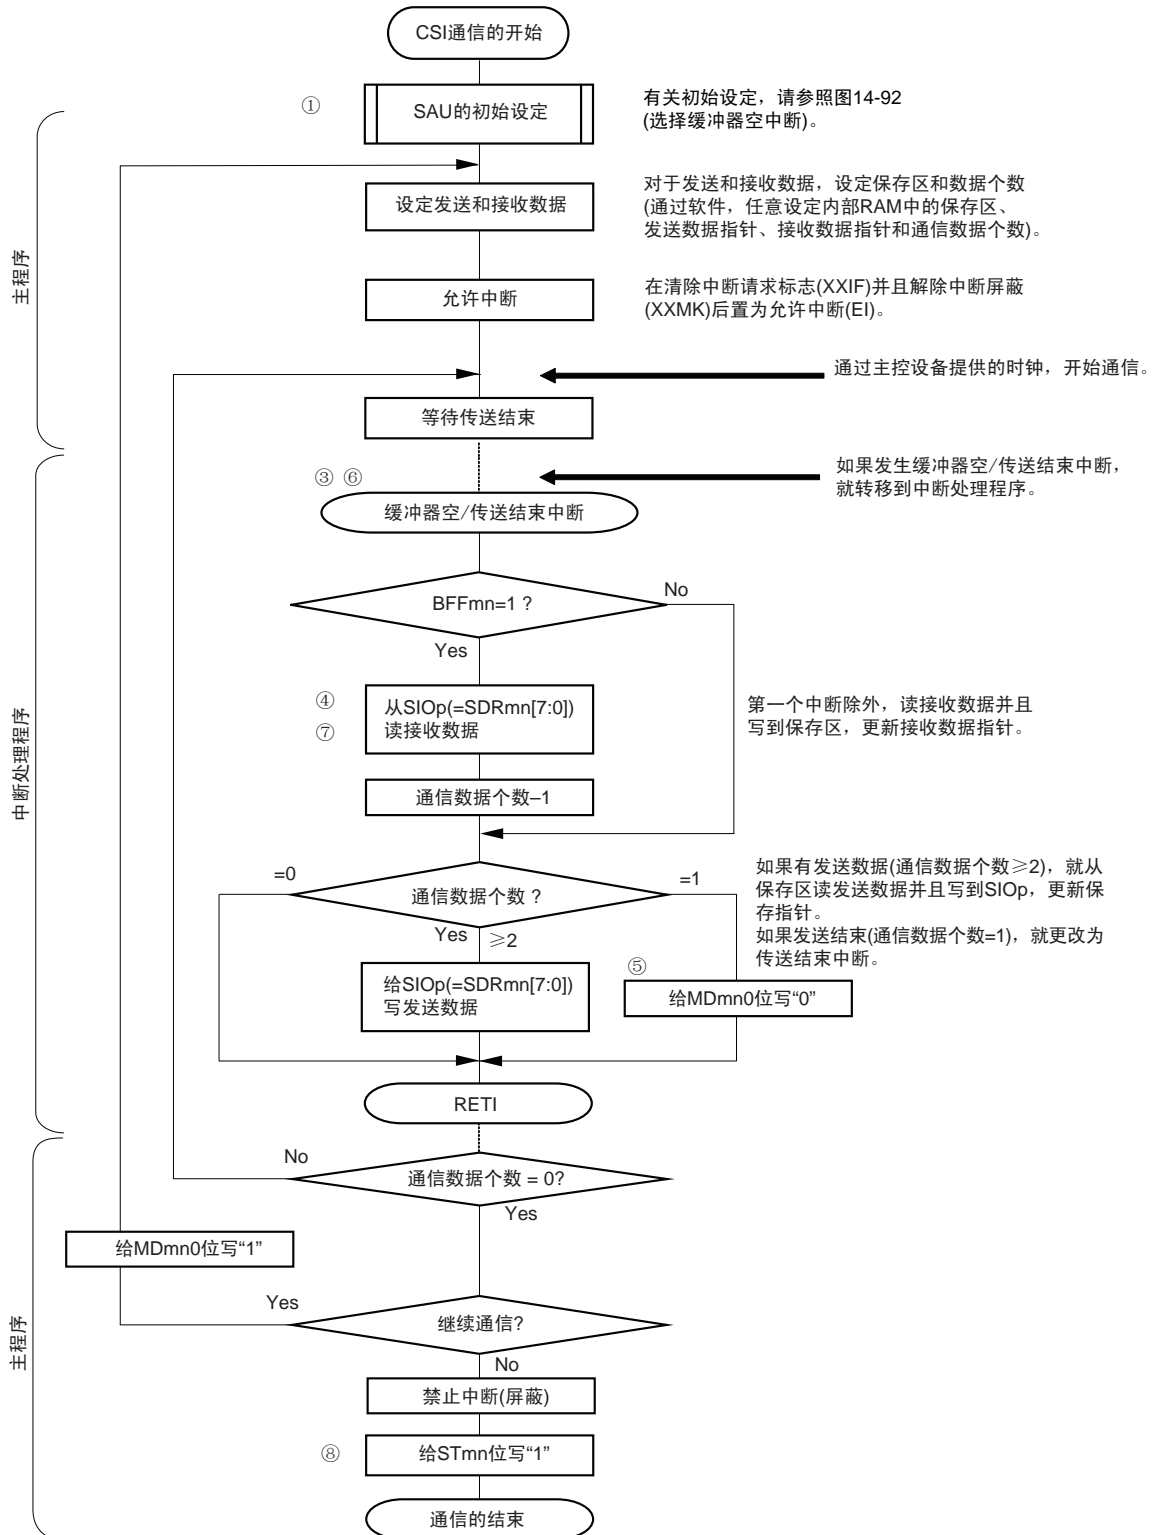 CSI通信的开始
①
SAU的初始设定
有关初始设定，请参照图14-92
(选择缓冲器空中断)。
设定发送和接收数据
对于发送和接收数据，设定保存区和数据个数
(通过软件，任意设定内部RAM中的保存区、
发送数据指针、接收数据指针和通信数据个数)。
主程序
允许中断
在清除中断请求标志(XXIF)并且解除中断屏蔽
(XXMK)后置为允许中断(EI)。
通过主控设备提供的时钟，开始通信。
等待传送结束
③ ⑥
如果发生缓冲器空/传送结束中断，
就转移到中断处理程序。
缓冲器空/传送结束中断
BFFmn=1 ?
No
Yes
④
⑦
从SIOp(=SDRmn[7:0])
读接收数据
第一个中断除外，读接收数据并且
写到保存区，更新接收数据指针。
中断处理程序
通信数据个数–1
=0
通信数据个数 ?
=1
Yes
≥2
如果有发送数据(通信数据个数≥2)，就从
保存区读发送数据并且写到SIOp，更新保
存指针。
如果发送结束(通信数据个数=1)，就更改为
传送结束中断。
给SIOp(=SDRmn[7:0])
写发送数据
⑤
给MDmn0位写“0”
RETI
No
通信数据个数 = 0?
Yes
给MDmn0位写“1”
Yes
继续通信?
No
主程序
禁止中断(屏蔽)
⑧
给STmn位写“1”
通信的结束